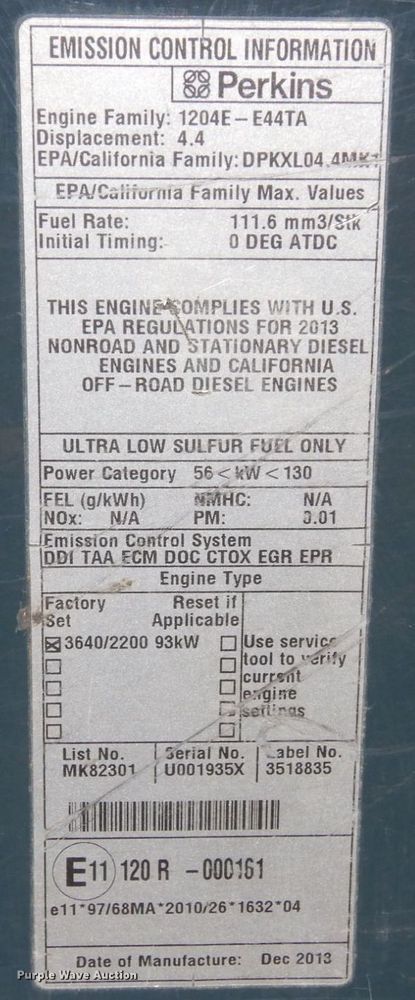 EMISSION CONTROL INFORMATION
Perkins
Engine Family: 1204E-E44TA
Displacement: 4.4
EPA/California Family: DPKXL04.4MK1
EPA/California Family Max. Values
Fuel Rate: 111.6 mm3/Stk
Initial Timing: 0 DEG ATDC
THIS ENGINE COMPLIES WITH U.S.
EPA REGULATIONS FOR 2013
NONROAD AND STATIONARY DIESEL
ENGINES AND CALIFORNIA
OFF-ROAD DIESEL ENGINES
ULTRA LOW SULFUR FUEL ONLY
Power Category 56 < kW < 130
FEL (g/kWh) NMHC: N/A
NOx: N/A PM: 0.01
Emission Control System
DDI TAA ECM DOC CTOX EGR EPR
Engine Type
Factory Set Reset if Applicable
3640/2200 93kW
Use service
tool to verify
current
engine
settings
List No. Serial No. Label No.
MK82301 U001935X 3518835
E11 120 R -000161
e11*97/68MA*2010/26*1632*04
Date of Manufacture: Dec 2013
Purple Wave Auction